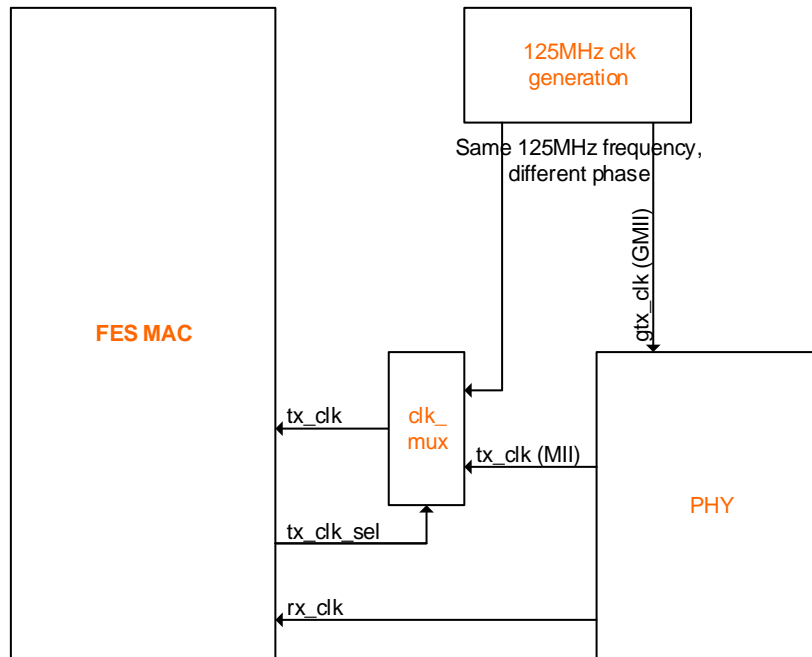 125MHz clk
generation
Same 125MHz frequency,
different phase
gtx_clk (GMII)
FES MAC
tx_clk
clk_
mux
tx_clk (MII)
PHY
tx_clk_sel
rx_clk